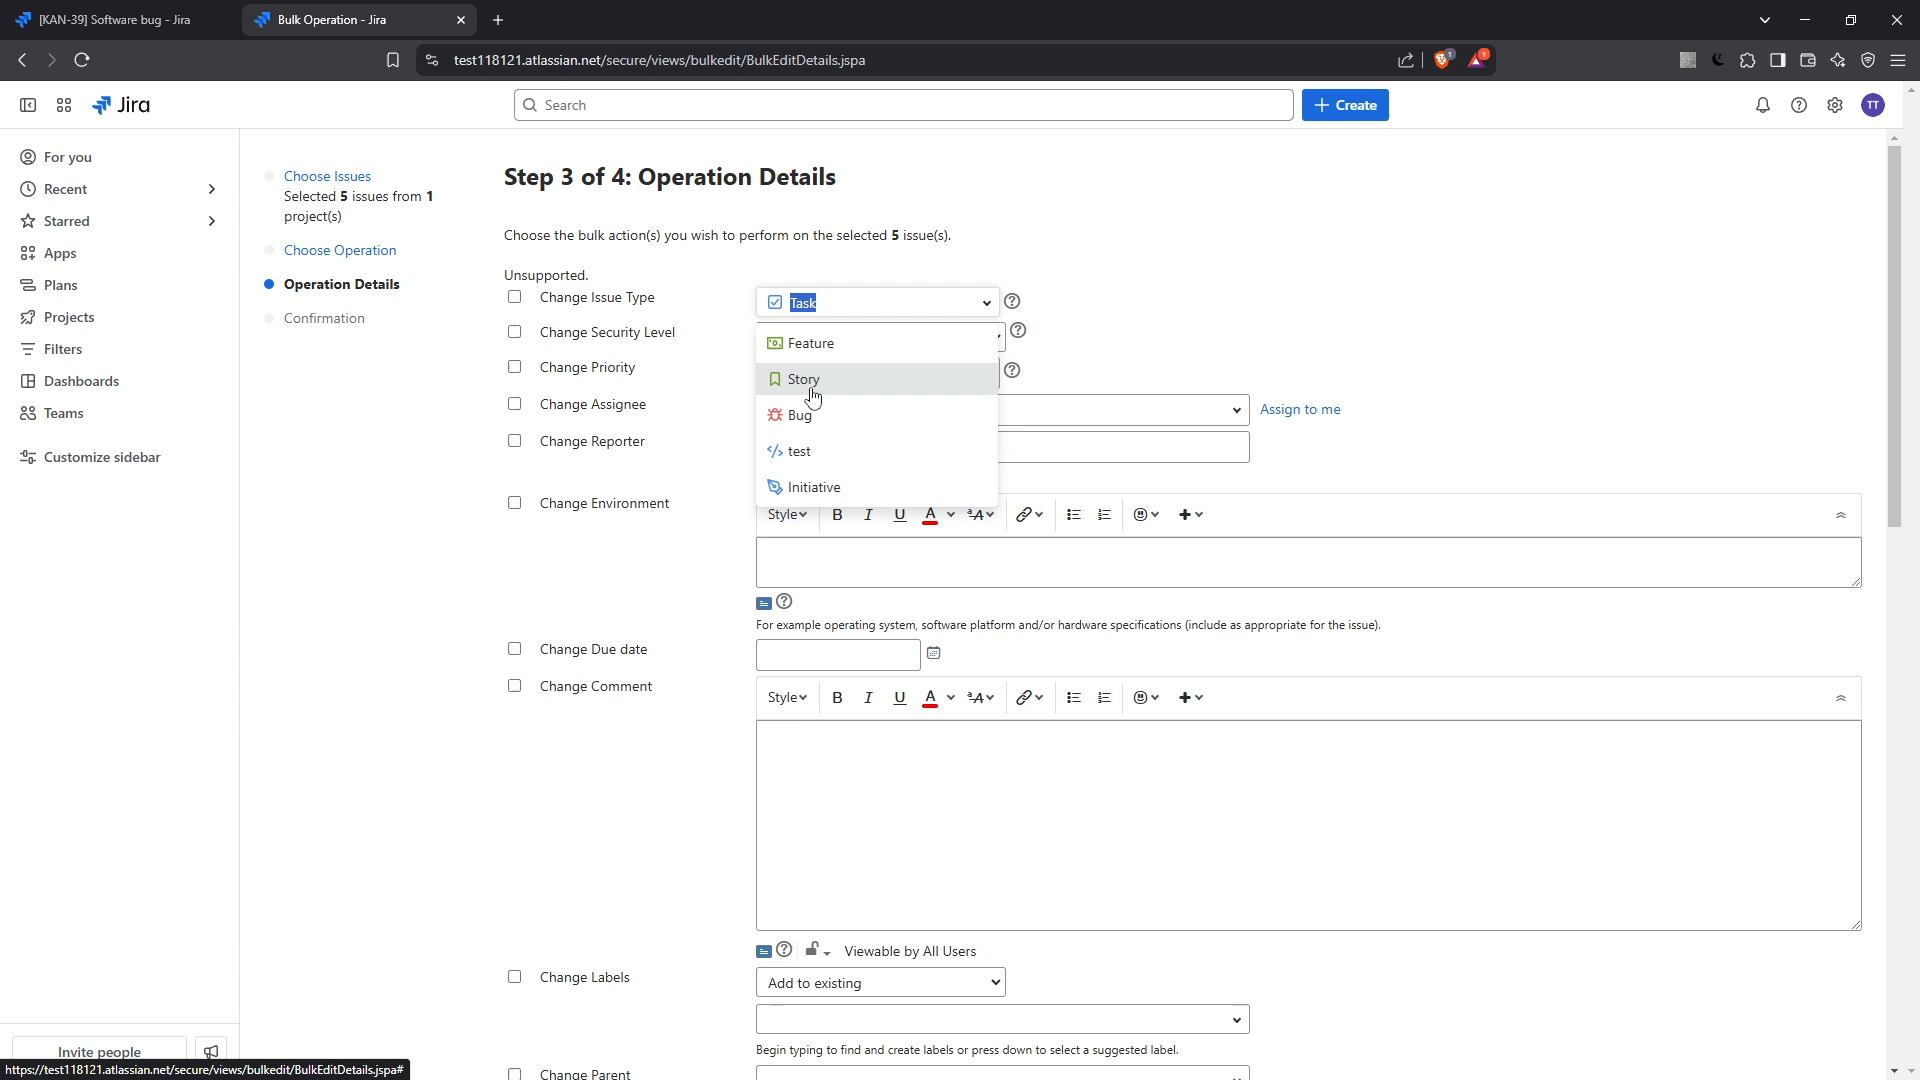 [KAN-39] Software bug - Jira
Bulk Operation - Jira
test118121.atlassian.net/secure/views/bulkedit/BulkEditDetails.jspa
1
1
Jira
Search
Create
TT
For you
Recent
Starred
Apps
Plans
Projects
Filters
Dashboards
Teams
Customize sidebar
Invite people
https://test118121.atlassian.net/secure/views/bulkedit/BulkEditDetails.jspa#
Choose Issues
Selected 5 issues from 1
project(s)
Choose Operation
Operation Details
Confirmation
Step 3 of 4: Operation Details
Choose the bulk action(s) you wish to perform on the selected 5 issue(s).
Unsupported.
Change Issue Type
Task
Feature
Story
Bug
test
Initiative
Change Security Level
Change Priority
Change Assignee
Assign to me
Change Reporter
Change Environment
Style B I U A A
For example operating system, software platform and/or hardware specifications (include as appropriate for the issue).
Change Due date
Change Comment
Style B I U A A
Viewable by All Users
Change Labels
Add to existing
Begin typing to find and create labels or press down to select a suggested label.
Change Parent